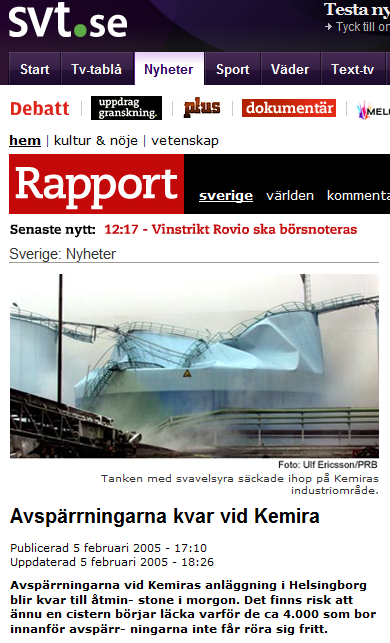 svt.se
Testa ny
Tyck till on
Start Tv-tablå Nyheter Sport Väder Text-tv
Debatt uppdrag granskning. plus dokumentär MEL
hem | kultur & nöje | vetenskap
Rapport sverige världen kommenta
Senaste nytt: 12:17 - Vinstrikt Rovio ska börsnoteras
Sverige: Nyheter
Foto: Ulf Ericsson/PRB
Tanken med svavelsyra säckade ihop på Kemiras
industriområde.
Avspärrningarna kvar vid Kemira
Publicerad 5 februari 2005 - 17:10
Uppdaterad 5 februari 2005 - 18:26
Avspärrningarna vid Kemiras anläggning i Helsingborg
blir kvar till åtmin- stone i morgon. Det finns risk att
ännu en cistern börjar läcka varför de ca 4.000 som bor
innanför avspärr- ningarna inte får röra sig fritt.